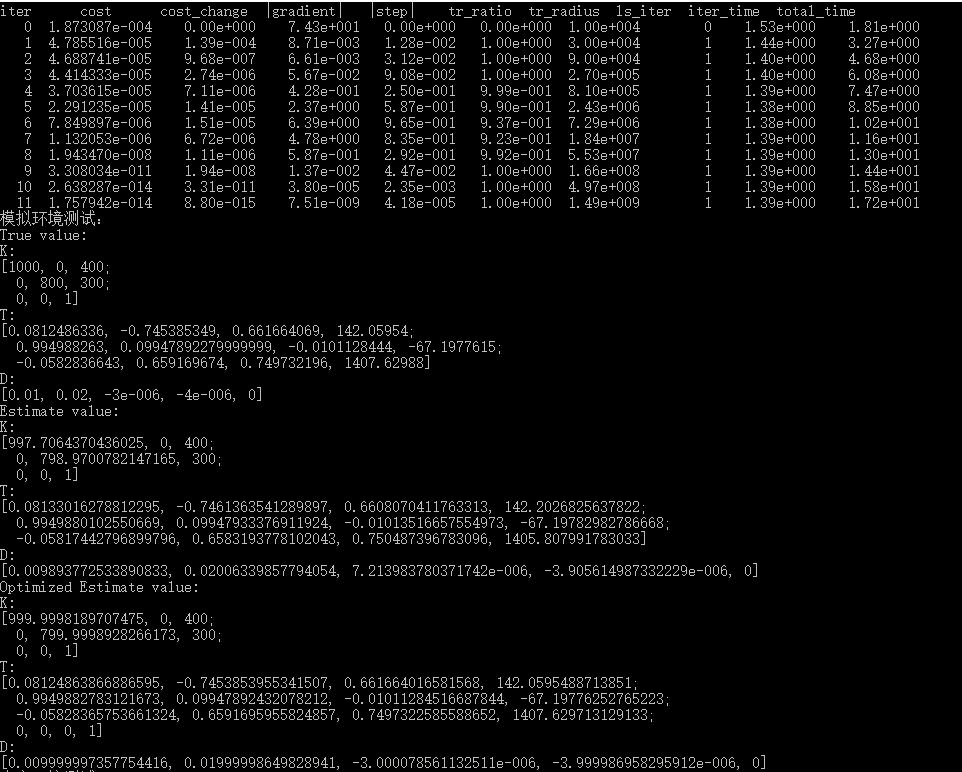 iter      cost      cost_change  |gradient|   |step|    tr_ratio  tr_radius  ls_iter  iter_time  total_time
0  1.873087e-004    0.00e+000    7.43e+001   0.00e+000   0.00e+000  1.00e+004        0    1.53e+000    1.81e+000
1  4.785516e-005    1.39e-004    8.71e-003   1.28e-002   1.00e+000  3.00e+004        1    1.44e+000    3.27e+000
2  4.688741e-005    9.68e-007    6.61e-003   3.12e-002   1.00e+000  9.00e+004        1    1.40e+000    4.68e+000
3  4.414333e-005    2.74e-006    5.67e-002   9.08e-002   1.00e+000  2.70e+005        1    1.40e+000    6.08e+000
4  3.703615e-005    7.11e-006    4.28e-001   2.50e-001   9.99e-001  8.10e+005        1    1.39e+000    7.47e+000
5  2.291235e-005    1.41e-005    2.37e+000   5.87e-001   9.90e-001  2.43e+006        1    1.38e+000    8.85e+000
6  7.849897e-006    1.51e-005    6.39e+000   9.65e-001   9.37e-001  7.29e+006        1    1.38e+000    1.02e+001
7  1.132053e-006    6.72e-006    4.78e+000   8.35e-001   9.23e-001  1.84e+007        1    1.39e+000    1.16e+001
8  1.943470e-008    1.11e-006    5.87e-001   2.92e-001   9.92e-001  5.53e+007        1    1.39e+000    1.30e+001
9  3.308034e-011    1.94e-008    1.37e-002   4.47e-002   1.00e+000  1.66e+008        1    1.39e+000    1.44e+001
10  2.638287e-014    3.31e-011    3.80e-005   2.35e-003   1.00e+000  4.97e+008        1    1.39e+000    1.58e+001
11  1.757942e-014    8.80e-015    7.51e-009   4.18e-005   1.00e+000  1.49e+009        1    1.39e+000    1.72e+001
模拟环境测试:
True value:
K:
[1000, 0, 400;
0, 800, 300;
0, 0, 1]
T:
[0.0812486336, -0.745385349, 0.661664069, 142.05954;
0.994988263, 0.09947892279999999, -0.0101128444, -67.1977615;
-0.0582836643, 0.659169674, 0.749732196, 1407.62988]
D:
[0.01, 0.02, -3e-006, -4e-006, 0]
Estimate value:
K:
[997.7064370436025, 0, 400;
0, 798.9700782147165, 300;
0, 0, 1]
T:
[0.08133016278812295, -0.7461363541289897, 0.6608070411763313, 142.2026825637822;
0.9949880102550669, 0.09947933376911924, -0.01013516657554973, -67.19782982786668;
-0.05817442796899796, 0.6583193778102043, 0.750487396783096, 1405.807991783033]
D:
[0.009893772533890833, 0.02006339857794054, 7.213983780371742e-006, -3.905614987332229e-006, 0]
Optimized Estimate value:
K:
[999.9998189707475, 0, 400;
0, 799.9998928266173, 300;
0, 0, 1]
T:
[0.08124863866886595, -0.7453853955341507, 0.661664016581568, 142.0595488713851;
0.9949882783121673, 0.09947892432078212, -0.01011284516687844, -67.19776252765223;
-0.05828365753661324, 0.6591695955824857, 0.7497322585588652, 1407.629713129133;
0, 0, 0, 1]
D:
[0.009999997357754416, 0.01999998649828941, -3.000078561132511e-006, -3.999986958295912e-006, 0]